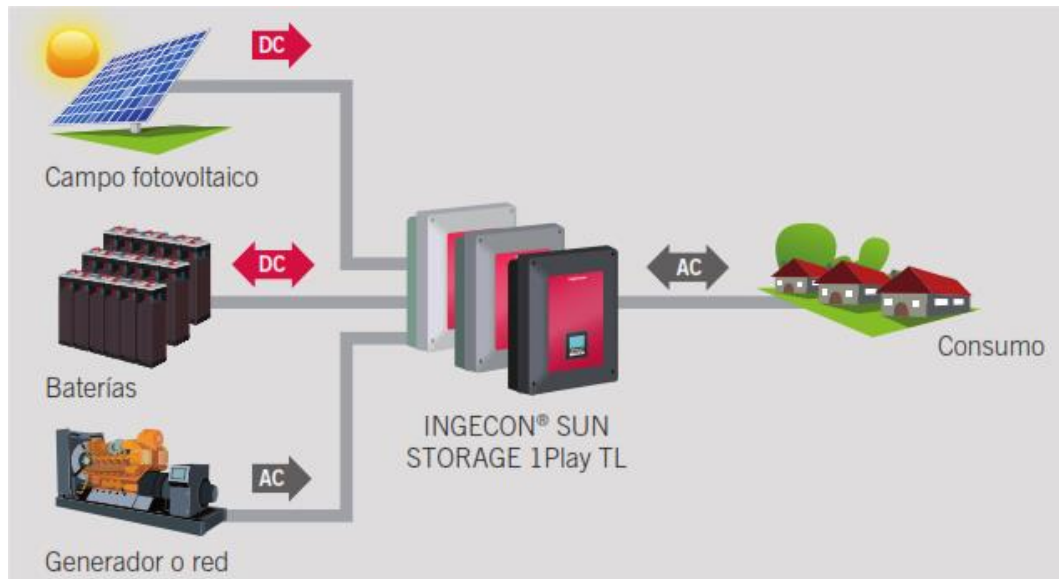 DC
Campo fotovoltaico
DC
AC
Baterías
Consumo
INGECON® SUN
STORAGE 1Play TL
AC
Generador o red